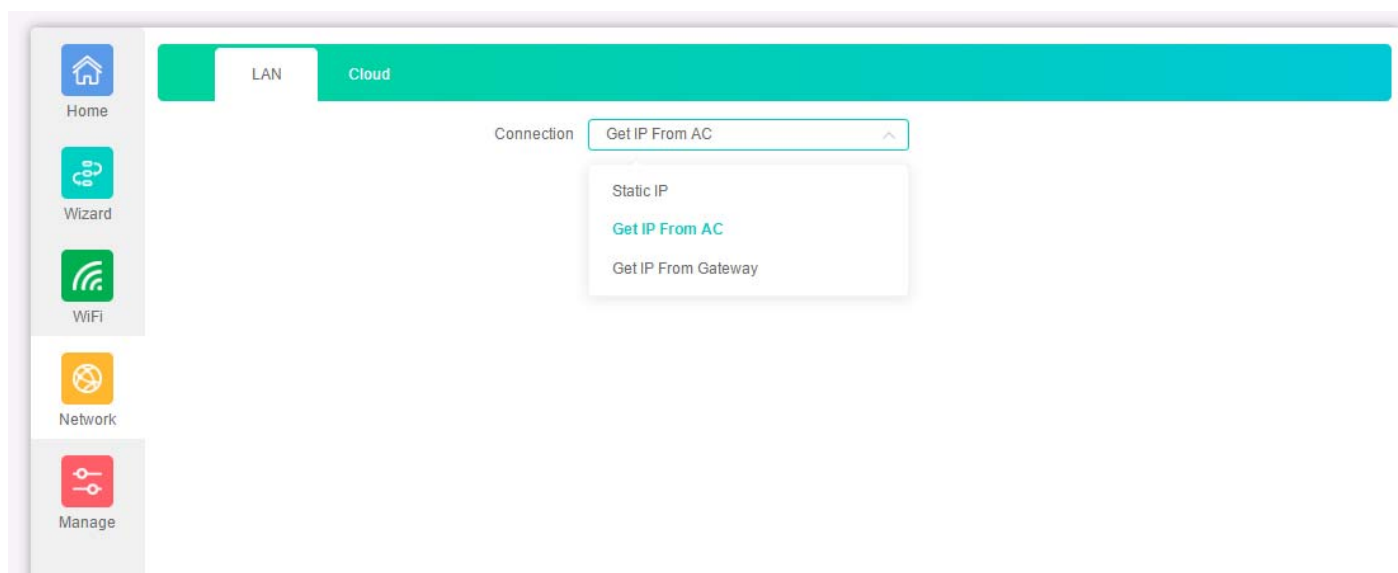 LAN Cloud
Home
Connection Get IP From AC
Static IP
Wizard
Get IP From AC
Get IP From Gateway
WiFi
Network
Manage